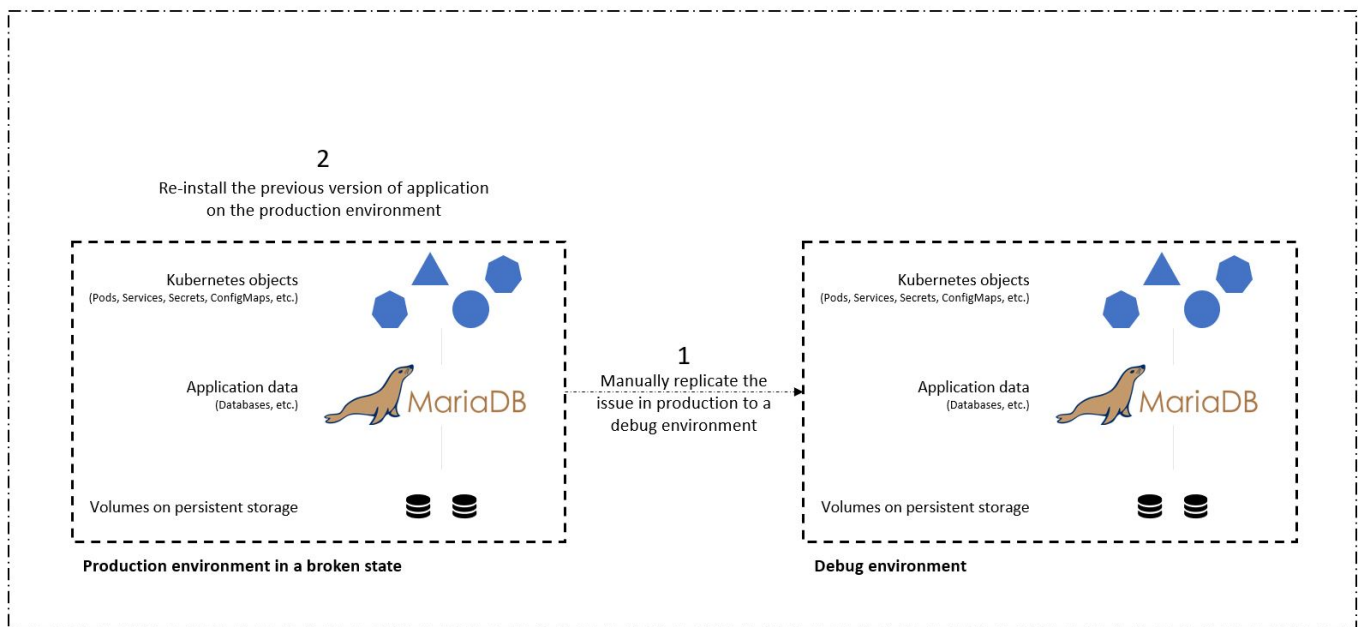 2
Re-install the previous version of application
on the production environment
Kubernetes objects
(Pods, Services, Secrets, ConfigMaps, etc.)
Application data
(Databases, etc.)
MariaDB
Volumes on persistent storage
Production environment in a broken state
1
Manually replicate the
issue in production to a
debug environment
Kubernetes objects
(Pods, Services, Secrets, ConfigMaps, etc.)
Application data
(Databases, etc.)
MariaDB
Volumes on persistent storage
Debug environment